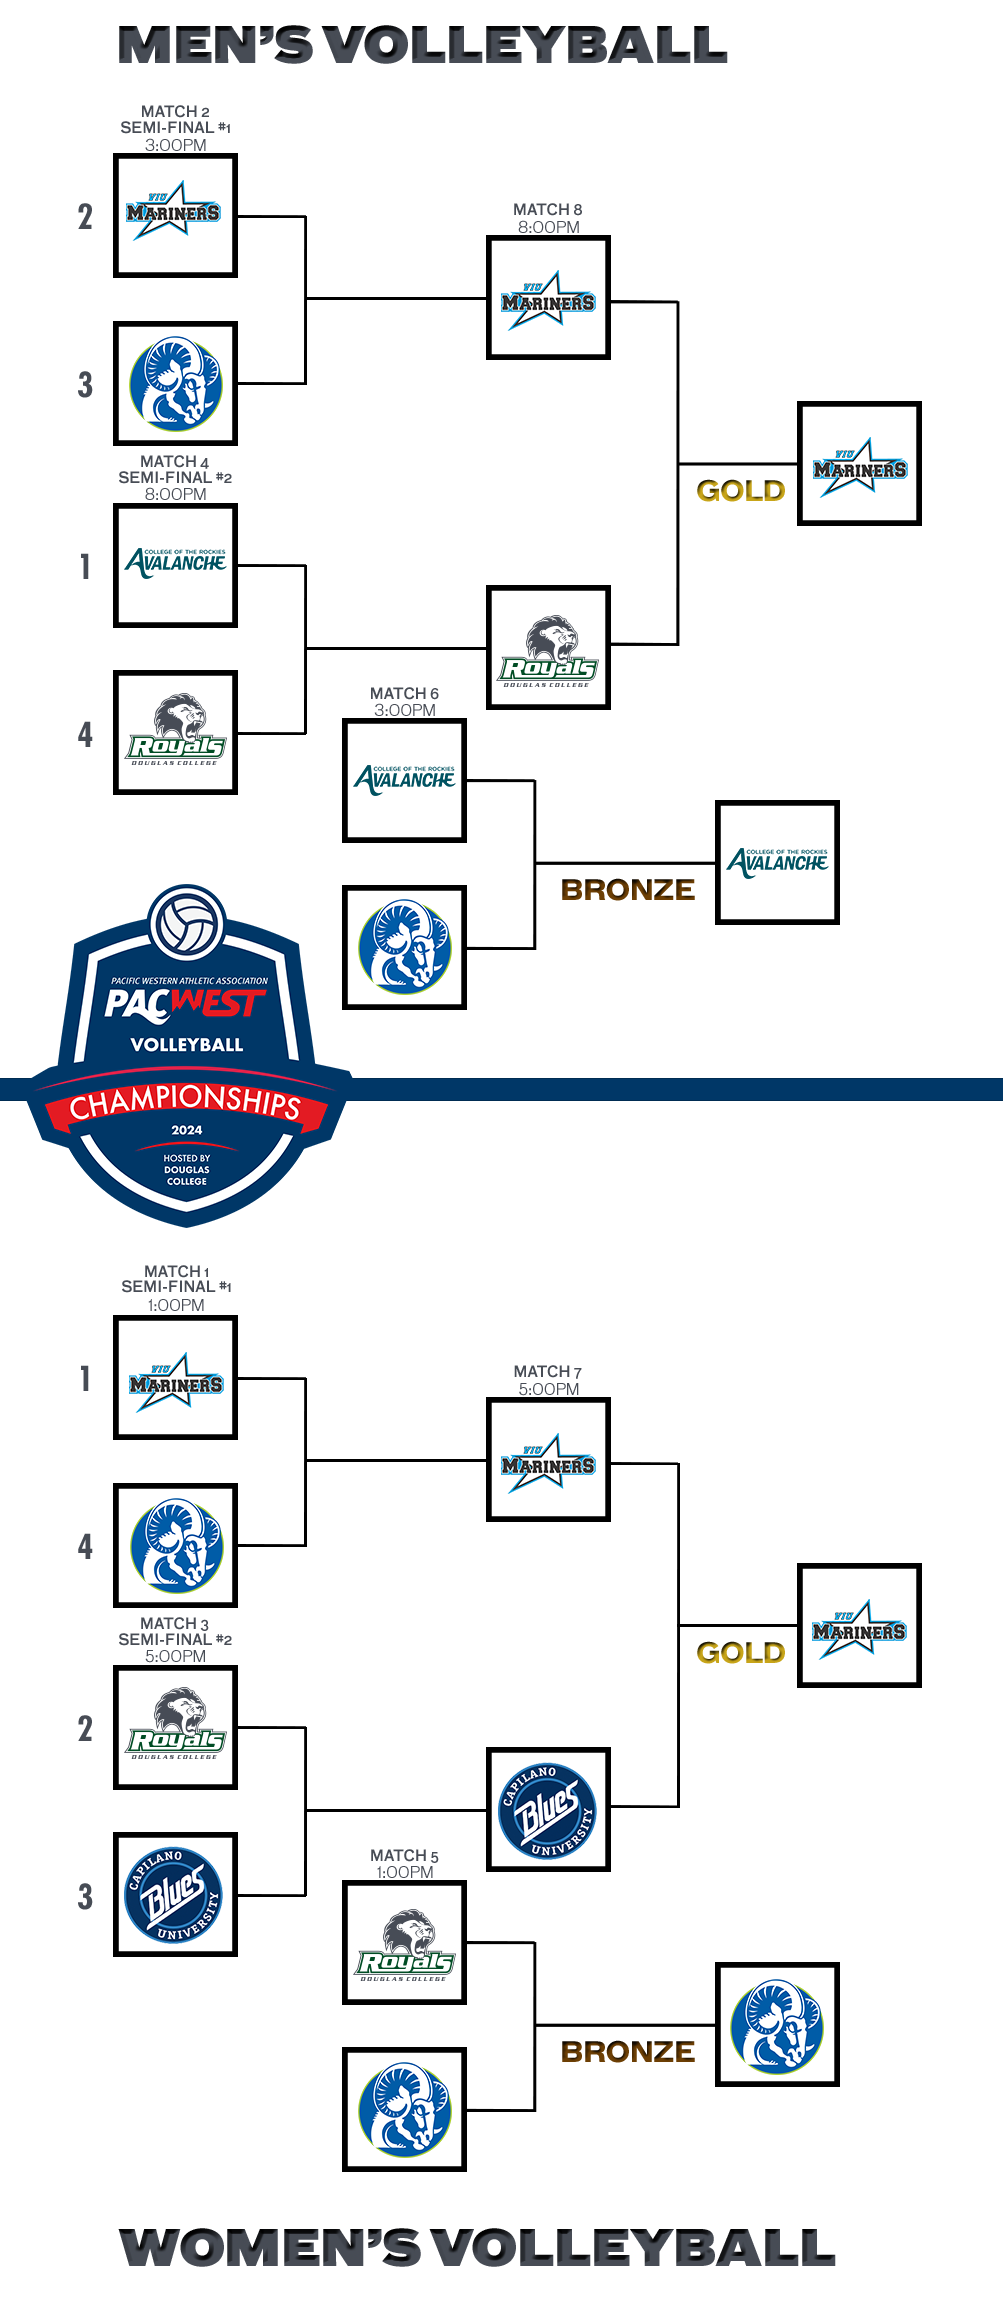 MEN'S VOLLEYBALL
MATCH 2
SEMI-FINAL #1
3:00PM
2
VIU
MARINERS
3
MATCH 8
8:00PM
VIU
MARINERS
VIU
MARINERS
GOLD
MATCH 4
SEMI-FINAL #2
8:00PM
1
COLLEGE OF THE ROCKIES
AVALANCHE
4
Royals
DOUGLAS COLLEGE
Royals
DOUGLAS COLLEGE
MATCH 6
3:00PM
COLLEGE OF THE ROCKIES
AVALANCHE
BRONZE
COLLEGE OF THE ROCKIES
AVALANCHE
PACIFIC WESTERN ATHLETIC ASSOCIATION
PACWEST
VOLLEYBALL
CHAMPIONSHIPS
2024
HOSTED BY
DOUGLAS
COLLEGE
MATCH 1
SEMI-FINAL #1
1:00PM
1
VIU
MARINERS
4
MATCH 7
5:00PM
VIU
MARINERS
VIU
MARINERS
GOLD
MATCH 3
SEMI-FINAL #2
5:00PM
2
Royals
DOUGLAS COLLEGE
3
CAPILANO
Blues
UNIVERSITY
CAPILANO
Blues
UNIVERSITY
MATCH 5
1:00PM
Royals
DOUGLAS COLLEGE
BRONZE
WOMEN'S VOLLEYBALL